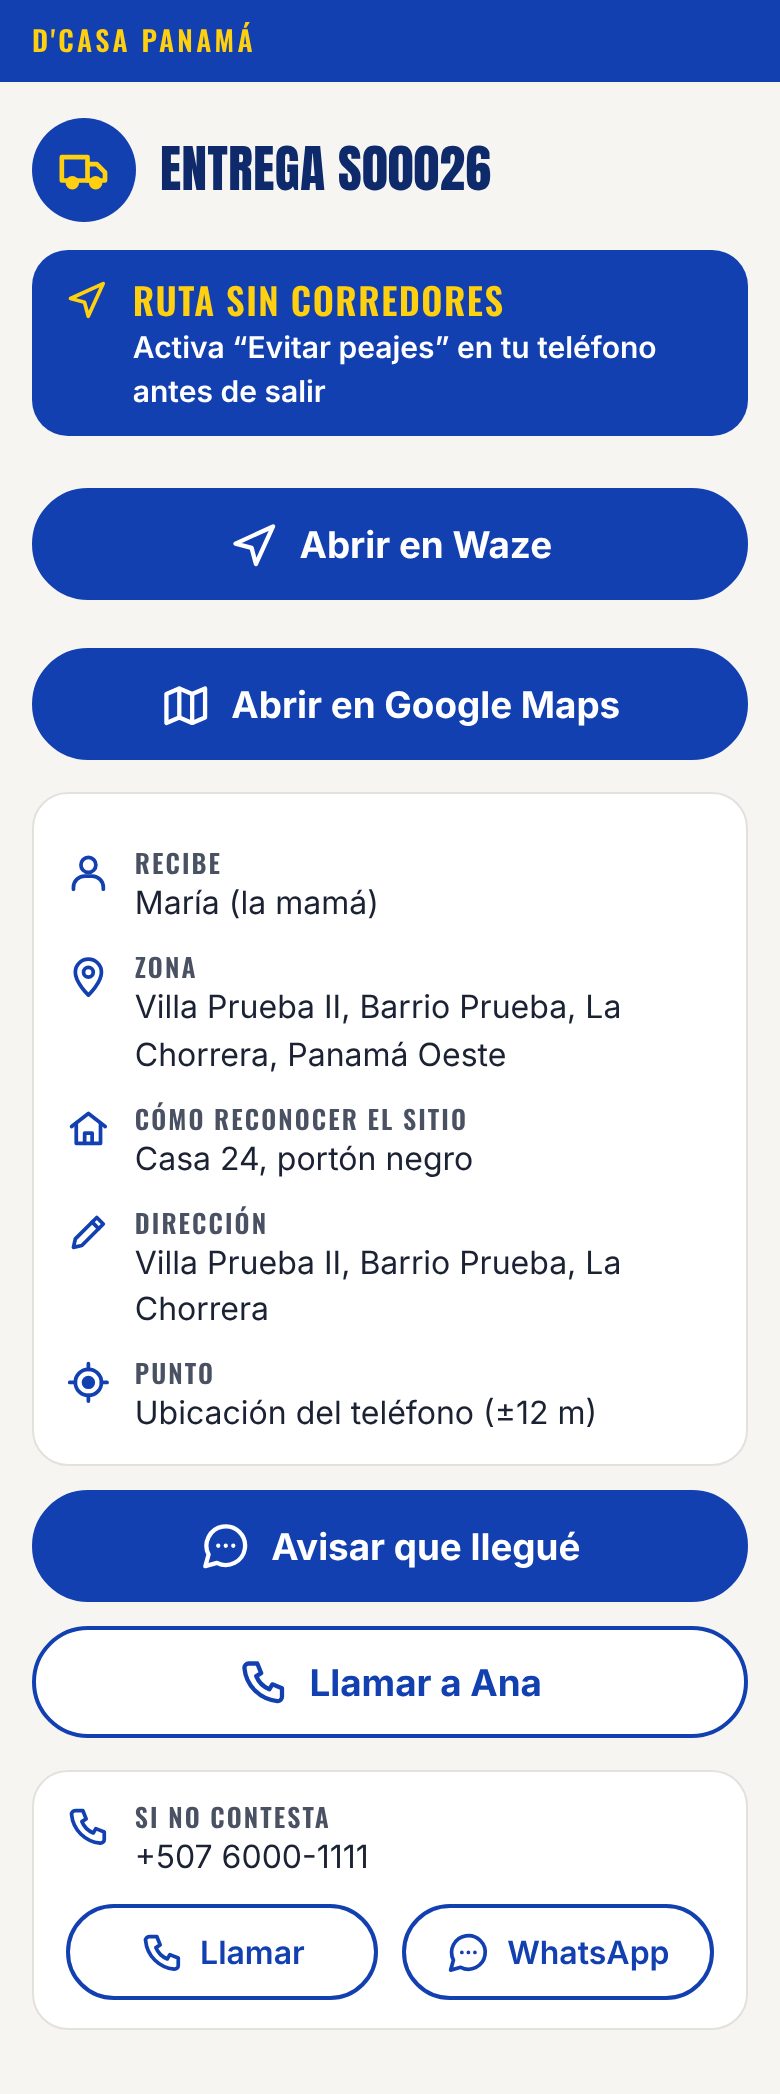 D'CASA PANAMÁ
ENTREGA S00026
RUTA SIN CORREDORES
Activa “Evitar peajes” en tu teléfono
antes de salir
Abrir en Waze
Abrir en Google Maps
RECIBE
María (la mamá)
ZONA
Villa Prueba II, Barrio Prueba, La
Chorrera, Panamá Oeste
CÓMO RECONOCER EL SITIO
Casa 24, portón negro
DIRECCIÓN
Villa Prueba II, Barrio Prueba, La
Chorrera
PUNTO
Ubicación del teléfono (±12 m)
Avisar que llegué
Llamar a Ana
SI NO CONTESTA
+507 6000-1111
Llamar
WhatsApp